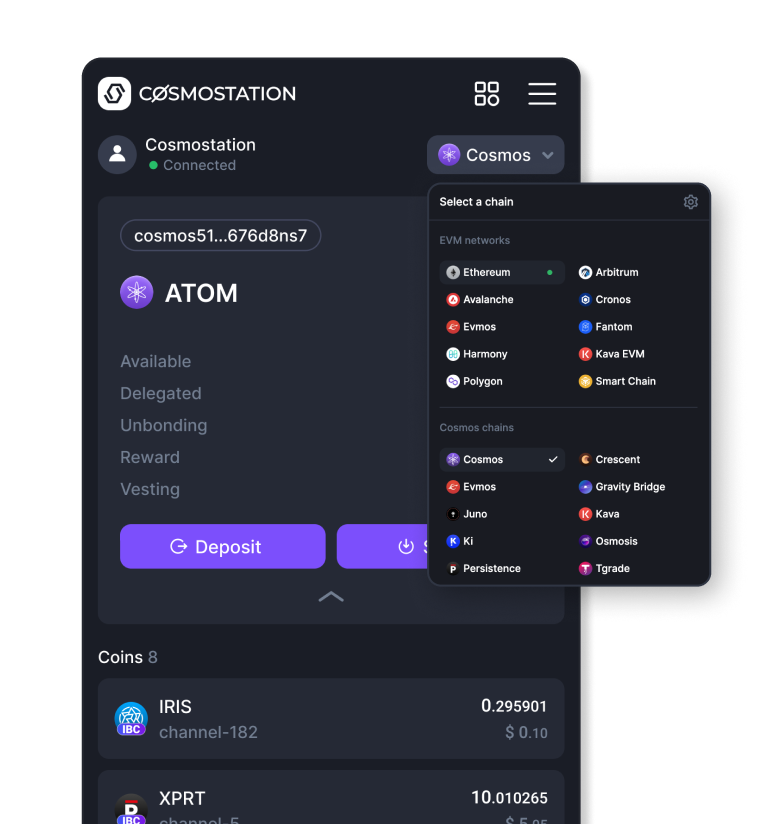 COSMOSTATION
Cosmostation
Connected
Cosmos
cosmos51...676d8ns7
ATOM
Available
Delegated
Unbonding
Reward
Vesting
Deposit
Select a chain
EVM networks
Ethereum
Arbitrum
Avalanche
Cronos
Evmos
Fantom
Harmony
Kava EVM
Polygon
Smart Chain
Cosmos chains
Cosmos
Crescent
Evmos
Gravity Bridge
Juno
Kava
Ki
Osmosis
Persistence
Tgrade
Coins 8
IRIS
0.295901
IBC
channel-182
$ 0.10
XPRT
10.010265
IBC
channel-5
$ 5.95